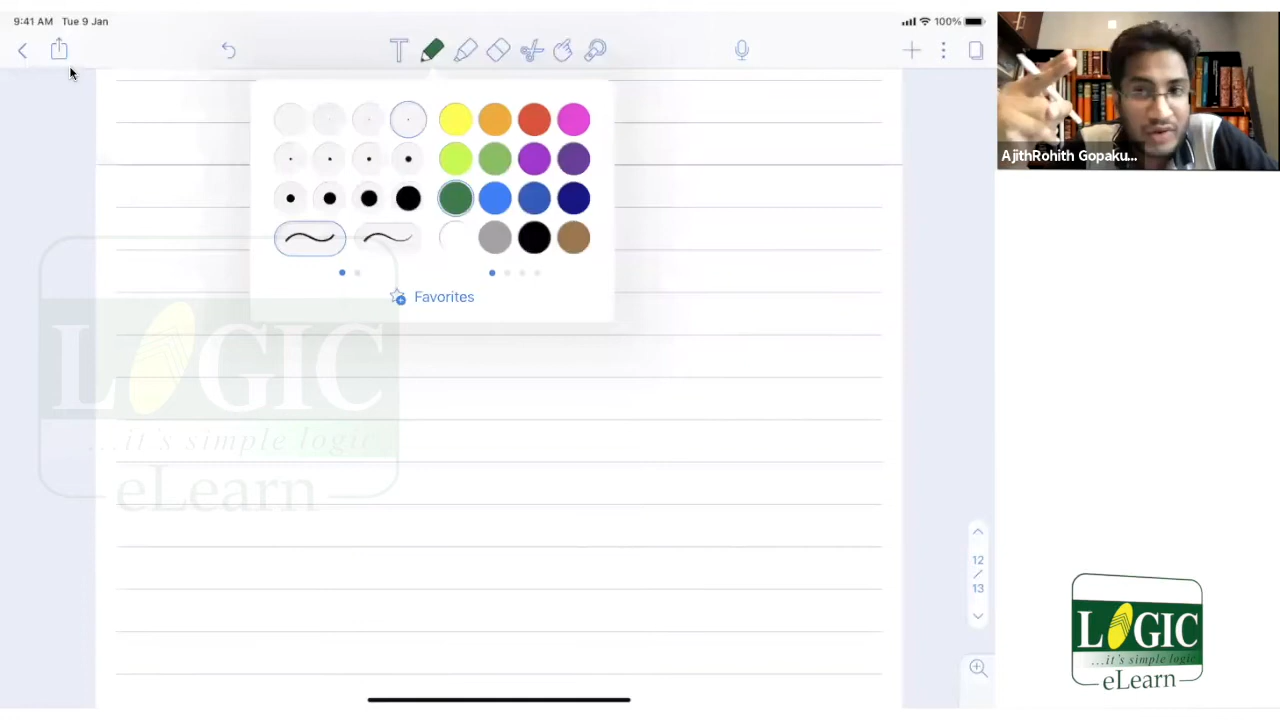 9:41 AM Tue 9 Jan
100%
T
AjithRohith Gopaku...
Favorites
LOGIC
...it's simple logic
eLearn
12
/
13
LOGIC
...it's simple logic
eLearn